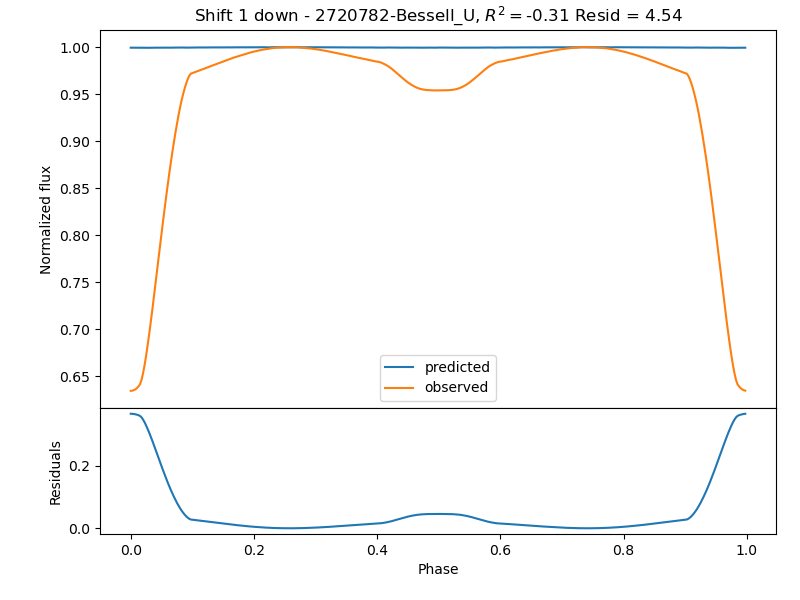 Shift 1 down - 2720782-Bessell_U, R² = -0.31 Resid = 4.54
Normalized flux
1.00
0.95
0.90
0.85
0.80
0.75
0.70
0.65
predicted
observed
Residuals
0.2
0.0
0.0
0.2
0.4
0.6
0.8
1.0
Phase